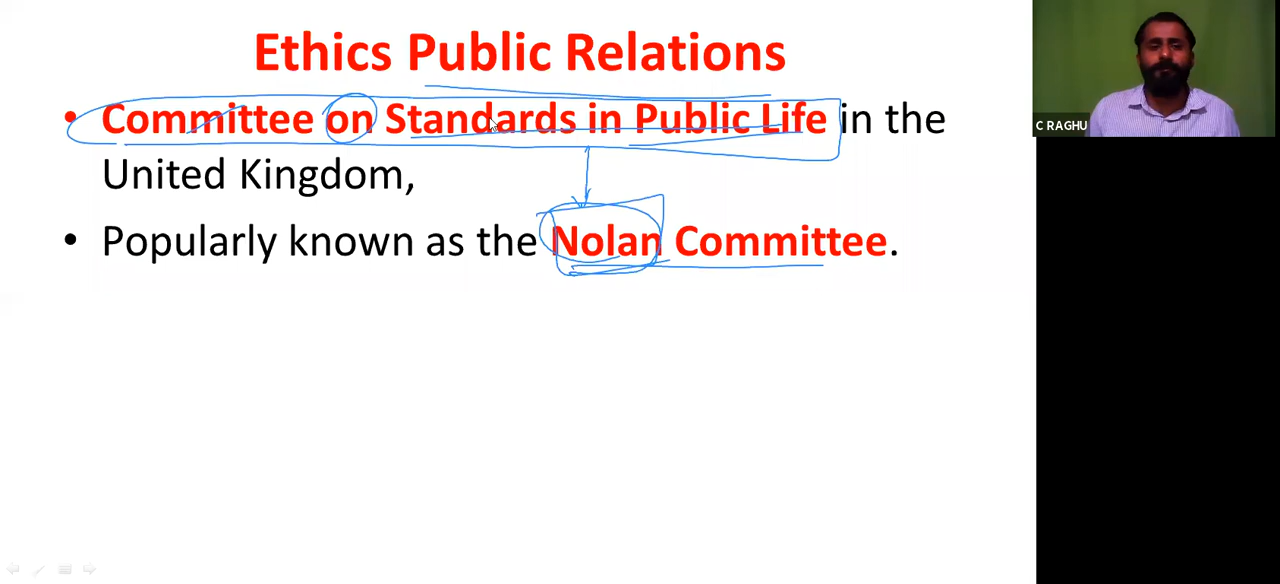 Ethics Public Relations
• Committee on Standards in Public Life in the
United Kingdom,
• Popularly known as the Nolan Committee.
C RAGHU